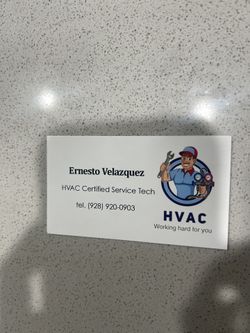 Ernesto Velazquez
HVAC Certified Service Tech
tel. (928) 920-0903
HVAC
Working hard for you